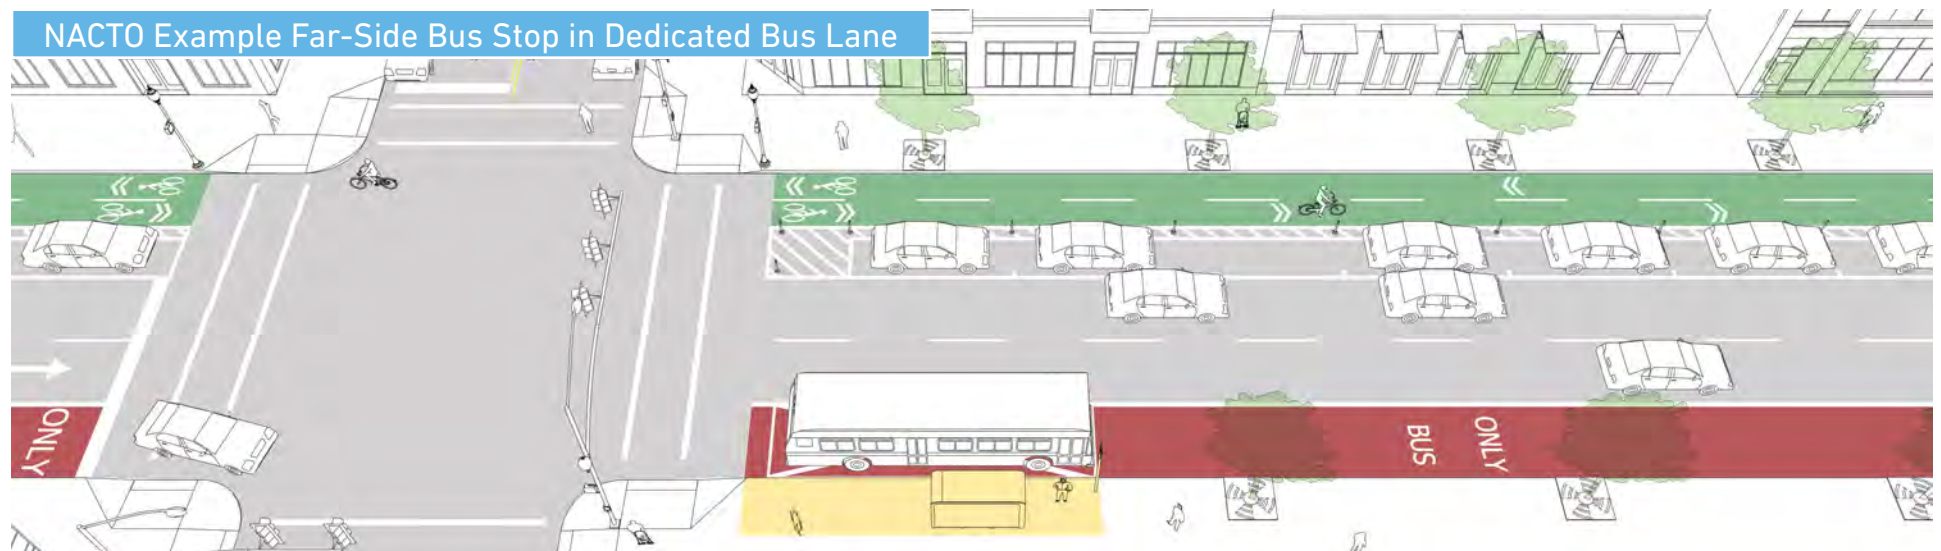 NACTO Example Far-Side Bus Stop in Dedicated Bus Lane
ONLY
BUS
ONLY